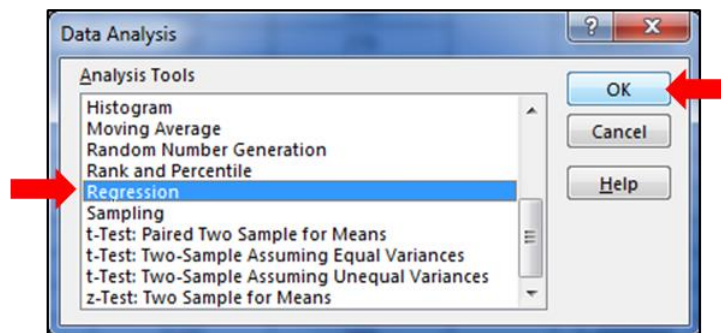 Data Analysis
Analysis Tools
Histogram
Moving Average
Random Number Generation
Rank and Percentile
Regression
Sampling
t-Test: Paired Two Sample for Means
t-Test: Two-Sample Assuming Equal Variances
t-Test: Two-Sample Assuming Unequal Variances
z-Test: Two Sample for Means
OK
Cancel
Help